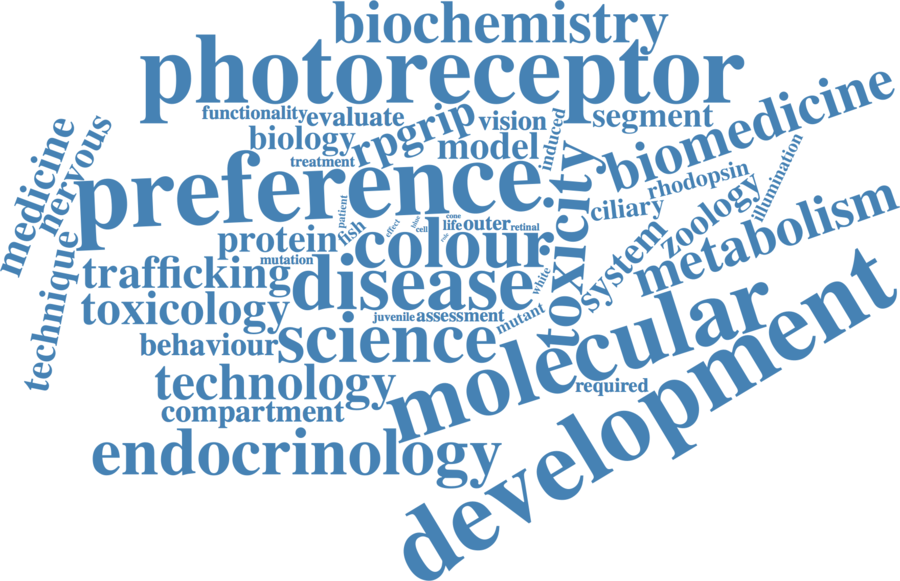 biochemistry
photoreceptor
functionality
evaluate
rpgrip
vision
induced
segment
biomedicine
medicine
nervous
biology
treatment
model
preference
toxicity
rhodopsin
illumination
ciliary
zoology
patient
fish
effect
cell
cone
life
outer
retinal
protein
mutation
colour
system
metabolism
technique
trafficking
disease
white
toxicology
juvenile
assessment
mutant
behaviour
science
molecular
development
technology
required
compartment
endocrinology